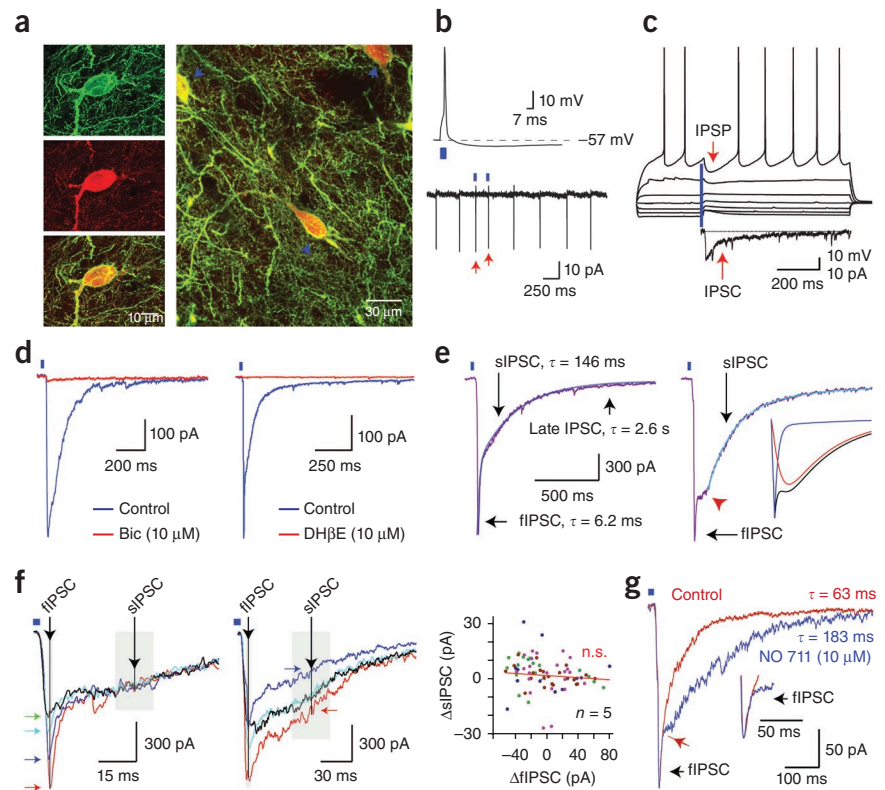 a
10 μm
30 μm
b
10 mV
7 ms
−57 mV
10 pA
250 ms
c
IPSP
IPSC
10 mV
10 pA
200 ms
d
100 pA
200 ms
Control
Bic (10 μM)
100 pA
250 ms
Control
DHβE (10 μM)
e
sIPSC, τ = 146 ms
Late IPSC, τ = 2.6 s
300 pA
500 ms
fIPSC, τ = 6.2 ms
sIPSC
fIPSC
f
fIPSC
sIPSC
300 pA
15 ms
fIPSC
sIPSC
300 pA
30 ms
ΔsIPSC (pA)
30
0
−30
n.s.
n = 5
−40
0
40
80
ΔfIPSC (pA)
g
Control
τ = 63 ms
τ = 183 ms
NO 711 (10 μM)
fIPSC
50 ms
fIPSC
50 pA
100 ms